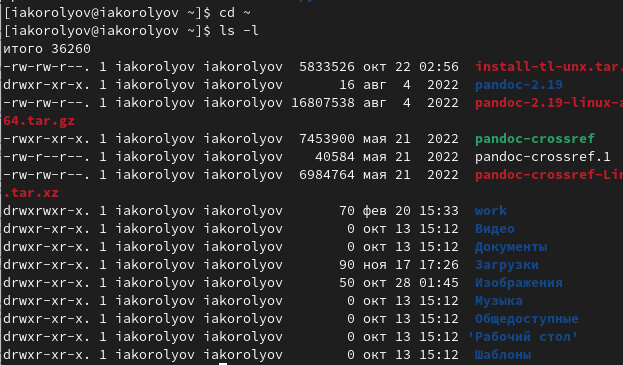 [iakorolyov@iakorolyov ~]$ cd ~
[iakorolyov@iakorolyov ~]$ ls -l
итого 36260
-rw-rw-r--. 1 iakorolyov iakorolyov  5833526 окт 22 02:56  install-tl-unx.tar.
drwxr-xr-x. 1 iakorolyov iakorolyov       16 авг  4  2022  pandoc-2.19
-rw-rw-r--. 1 iakorolyov iakorolyov 16807538 авг  4  2022  pandoc-2.19-linux-a
64.tar.gz
-rwxr-xr-x. 1 iakorolyov iakorolyov  7453900 мая 21  2022  pandoc-crossref
-rw-r--r--. 1 iakorolyov iakorolyov    40584 мая 21  2022  pandoc-crossref.1
-rw-rw-r--. 1 iakorolyov iakorolyov  6984764 мая 21  2022  pandoc-crossref-Lin
.tar.xz
drwxrwxr-x. 1 iakorolyov iakorolyov       70 фев 20 15:33  work
drwxr-xr-x. 1 iakorolyov iakorolyov        0 окт 13 15:12  Видео
drwxr-xr-x. 1 iakorolyov iakorolyov        0 окт 13 15:12  Документы
drwxr-xr-x. 1 iakorolyov iakorolyov       90 ноя 17 17:26  Загрузки
drwxr-xr-x. 1 iakorolyov iakorolyov       50 окт 28 01:45  Изображения
drwxr-xr-x. 1 iakorolyov iakorolyov        0 окт 13 15:12  Музыка
drwxr-xr-x. 1 iakorolyov iakorolyov        0 окт 13 15:12  Общедоступные
drwxr-xr-x. 1 iakorolyov iakorolyov        0 окт 13 15:12 'Рабочий стол'
drwxr-xr-x. 1 iakorolyov iakorolyov        0 окт 13 15:12  Шаблоны